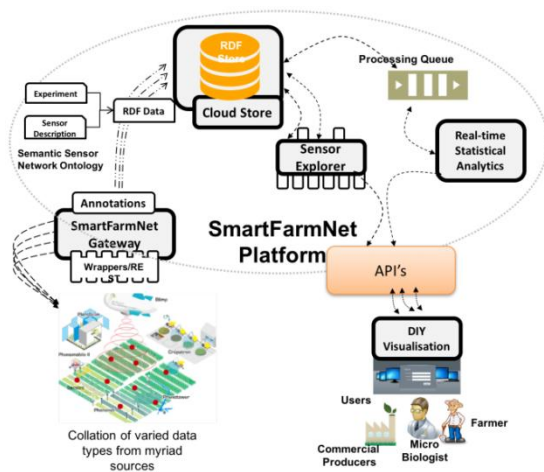 RDF
Store
Cloud Store
Processing Queue
Experiment
Sensor
Description
RDF Data
Semantic Sensor
Network Ontology
Sensor
Explorer
Real-time
Statistical
Analytics
Annotations
SmartFarmNet
Gateway
Wrappers/RE
ST
SmartFarmNet
Platform
API's
DIY
Visualisation
Users
Farmer
Micro
Biologist
Commercial
Producers
Collation of varied data
types from myriad
sources